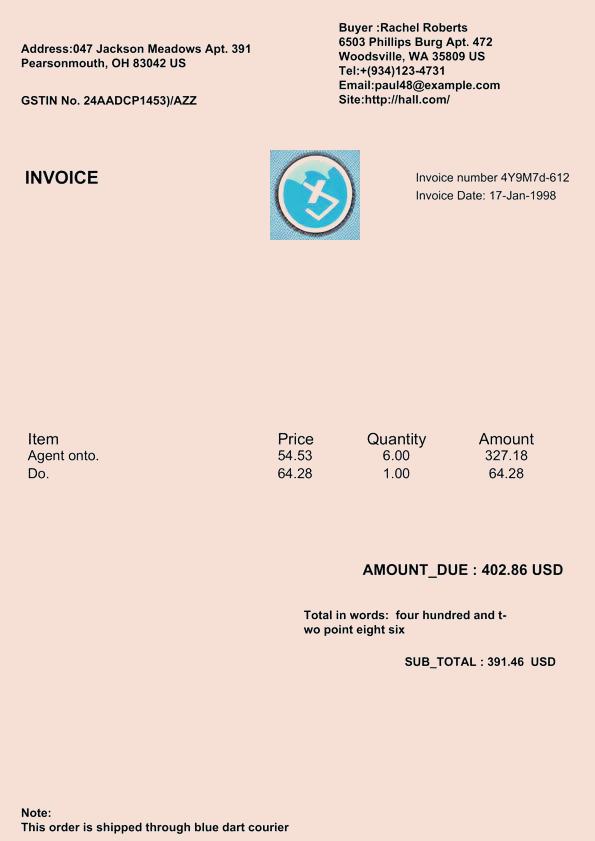 Address:047 Jackson Meadows Apt. 391
Pearsonmouth, OH 83042 US
GSTIN No. 24AADCP1453)/AZZ
Buyer :Rachel Roberts
6503 Phillips Burg Apt. 472
Woodsville, WA 35809 US
Tel:+(934)123-4731
Email:paul48@example.com
Site:http://hall.com/
INVOICE
Invoice number 4Y9M7d-612
Invoice Date: 17-Jan-1998
Item Price Quantity Amount
Agent onto. 54.53 6.00 327.18
Do. 64.28 1.00 64.28
AMOUNT_DUE : 402.86 USD
Total in words: four hundred and t-
wo point eight six
SUB_TOTAL : 391.46 USD
Note:
This order is shipped through blue dart courier